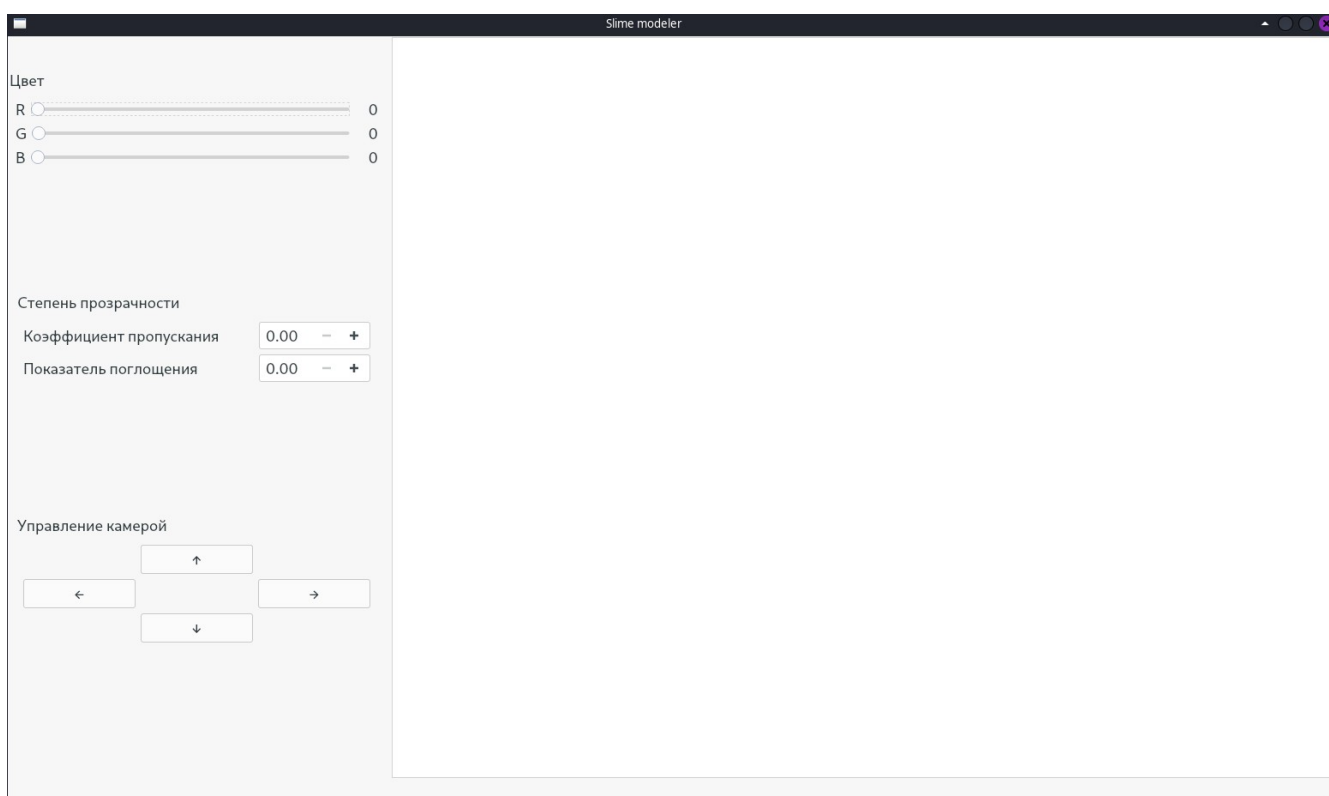 Slime modeler
Цвет
R 0
G 0
B 0
Степень прозрачности
Коэффициент пропускания 0.00 − +
Показатель поглощения 0.00 − +
Управление камерой
↑
← →
↓